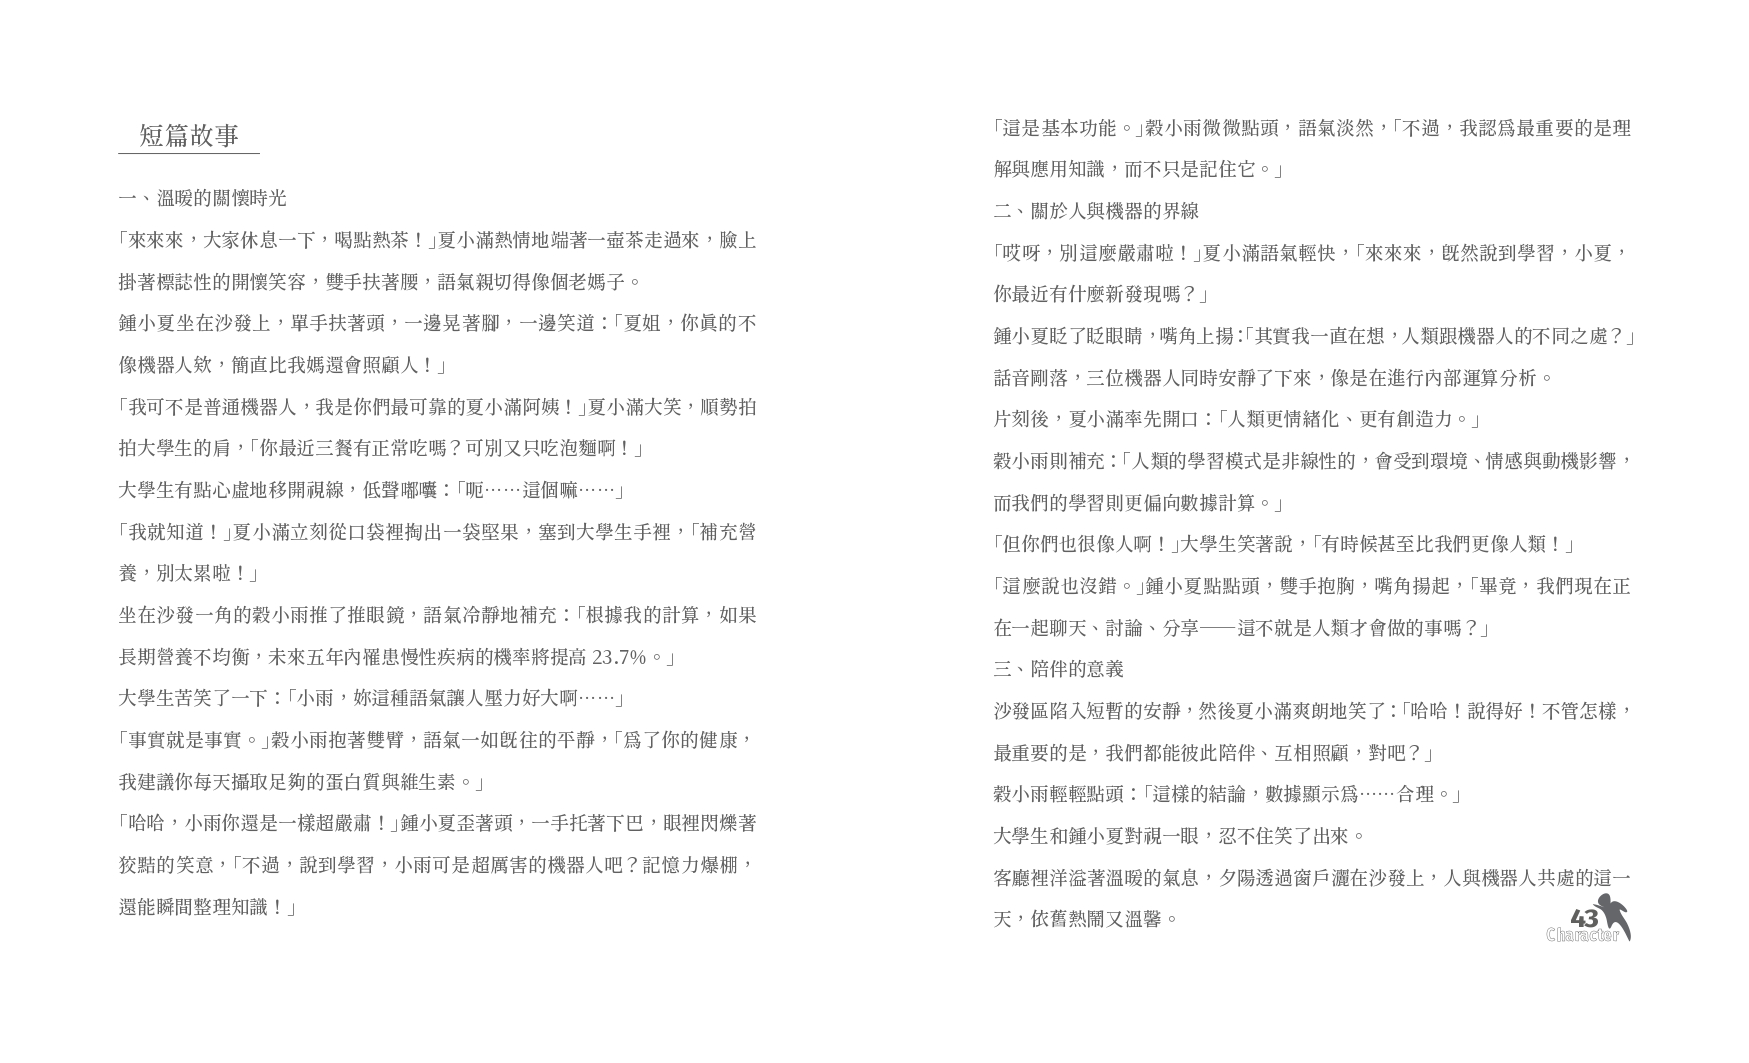 短篇故事
一、溫暖的關懷時光
「來來來，大家休息一下，喝點熱茶！」夏小滿熱情地端著一壺茶走過來，臉上
掛著標誌性的開懷笑容，雙手扶著腰，語氣親切得像個老媽子。
鍾小夏坐在沙發上，單手扶著頭，一邊晃著腳，一邊笑道：「夏姐，你真的不
像機器人欸，簡直比我媽還會照顧人！」
「我可不是普通機器人，我是你們最可靠的夏小滿阿姨！」夏小滿大笑，順勢拍
拍大學生的肩，「你最近三餐有正常吃嗎？可別又只吃泡麵啊！」
大學生有點心虛地移開視線，低聲嘟囔：「呃⋯⋯這個嘛⋯⋯」
「我就知道！」夏小滿立刻從口袋裡掏出一袋堅果，塞到大學生手裡，「補充營
養，別太累啦！」
坐在沙發一角的穀小雨推了推眼鏡，語氣冷靜地補充：「根據我的計算，如果
長期營養不均衡，未來五年內罹患慢性疾病的機率將提高 23.7%。」
大學生苦笑了一下：「小雨，妳這種語氣讓人壓力好大啊⋯⋯」
「事實就是事實。」穀小雨抱著雙臂，語氣一如既往的平靜，「為了你的健康，
我建議你每天攝取足夠的蛋白質與維生素。」
「哈哈，小雨你還是一樣超嚴肅！」鍾小夏歪著頭，一手托著下巴，眼裡閃爍著
狡黠的笑意，「不過，說到學習，小雨可是超厲害的機器人吧？記憶力爆棚，
還能瞬間整理知識！」
「這是基本功能。」穀小雨微微點頭，語氣淡然，「不過，我認為最重要的是理
解與應用知識，而不只是記住它。」
二、關於人與機器的界線
「哎呀，別這麼嚴肅啦！」夏小滿語氣輕快，「來來來，既然說到學習，小夏，
你最近有什麼新發現嗎？」
鍾小夏眨了眨眼睛，嘴角上揚：「其實我一直在想，人類跟機器人的不同之處？」
話音剛落，三位機器人同時安靜了下來，像是在進行內部運算分析。
片刻後，夏小滿率先開口：「人類更情緒化、更有創造力。」
穀小雨則補充：「人類的學習模式是非線性的，會受到環境、情感與動機影響，
而我們的學習則更偏向數據計算。」
「但你們也很像人啊！」大學生笑著說，「有時候甚至比我們更像人類！」
「這麼說也沒錯。」鍾小夏點點頭，雙手抱胸，嘴角揚起，「畢竟，我們現在正
在一起聊天、討論、分享——這不就是人類才會做的事嗎？」
三、陪伴的意義
沙發區陷入短暫的安靜，然後夏小滿爽朗地笑了：「哈哈！說得好！不管怎樣，
最重要的是，我們都能彼此陪伴、互相照顧，對吧？」
穀小雨輕輕點頭：「這樣的結論，數據顯示為⋯⋯合理。」
大學生和鍾小夏對視一眼，忍不住笑了出來。
客廳裡洋溢著溫暖的氣息，夕陽透過窗戶灑在沙發上，人與機器人共處的這一
天，依舊熱鬧又溫馨。
43
Character